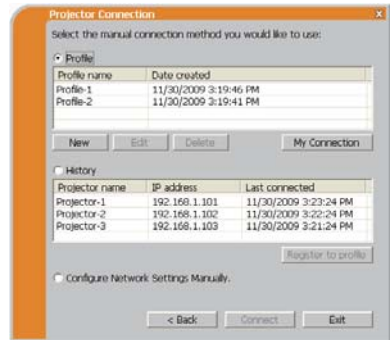 Projector Connection X
Select the manual connection method you would like to use:
Profile
Profile name Date created
Profile-1 11/30/2009 3:19:46 PM
Profile-2 11/30/2009 3:19:41 PM
New Edit Delete My Connection
History
Projector name IP address Last connected
Projector-1 192.168.1.101 11/30/2009 3:23:24 PM
Projector-2 192.168.1.102 11/30/2009 3:22:24 PM
Projector-3 192.168.1.103 11/30/2009 3:21:24 PM
Register to profile
Configure Network Settings Manually.
< Back Connect Exit